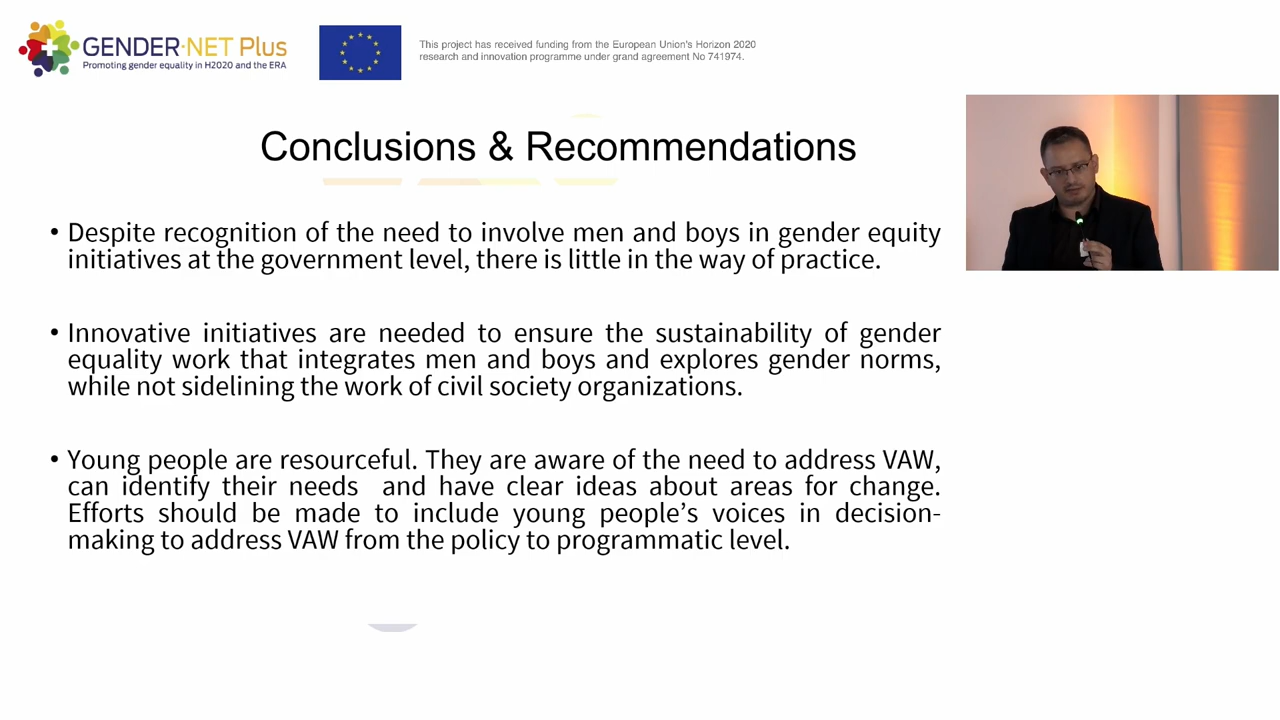 GENDER·NET Plus
Promoting gender equality in H2020 and the ERA
This project has received funding from the European Union's Horizon 2020
research and innovation programme under grand agreement No 741974.
Conclusions & Recommendations
• Despite recognition of the need to involve men and boys in gender equity
initiatives at the government level, there is little in the way of practice.
• Innovative initiatives are needed to ensure the sustainability of gender
equality work that integrates men and boys and explores gender norms,
while not sidelining the work of civil society organizations.
• Young people are resourceful. They are aware of the need to address VAW,
can identify their needs and have clear ideas about areas for change.
Efforts should be made to include young people’s voices in decision-
making to address VAW from the policy to programmatic level.